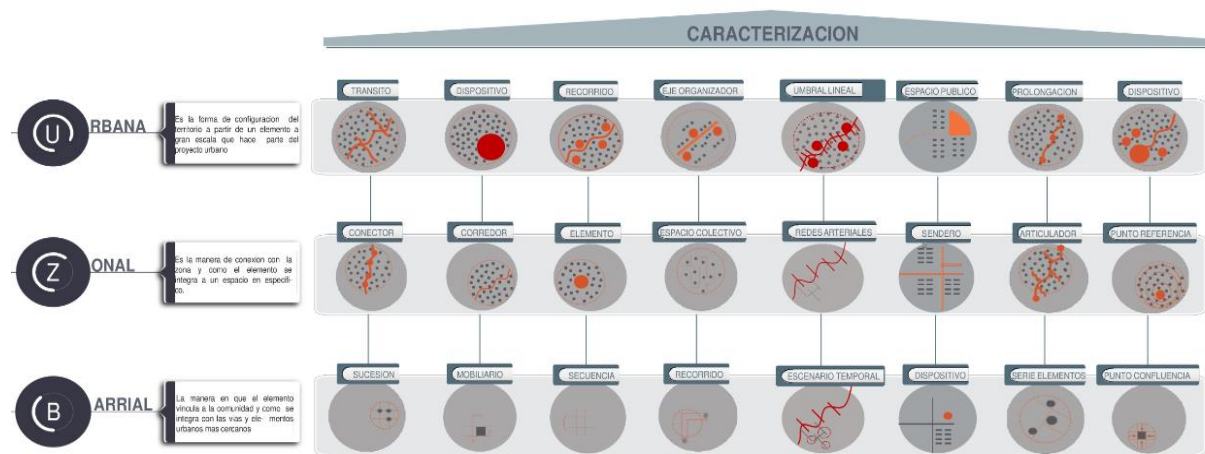 CARACTERIZACION
TRANSITO DISPOSITIVO RECORRIDO EJE ORGANIZADOR UMBRAL LINEAL ESPACIO PUBLICO PROLONGACION DISPOSITIVO
U RBANA
Es la forma de configuracion del
territorio a partir de un elemento a
gran escala que hace parte del
proyecto urbano
CONECTOR CORREDOR ELEMENTO ESPACIO COLECTIVO REDES ARTERIALES SENDERO ARTICULADOR PUNTO REFERENCIA
Z ONAL
Es la manera de conexion con la
zona y como el elemento se
integra a un espacio en especifi-
co.
SUCESION MOBILIARIO SECUENCIA RECORRIDO ESCENARIO TEMPORAL DISPOSITIVO SERIE ELEMENTOS PUNTO CONFLUENCIA
B ARRIAL
La manera en que el elemento
vincula a la comunidad y como se
integra con las vias y ele- mentos
urbanos mas cercanos